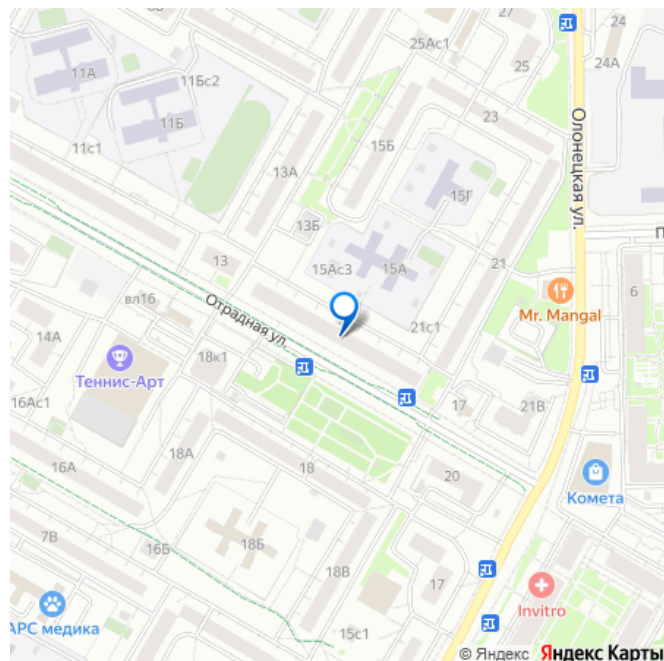 27
24
25Ас1
24А
25
11А
11Бс2
23
11Б
Олонецкая ул.
15Б
11с1
13А
15Г
13Б
П
21
13
15Ас3
15А
6
вл16
Mr. Mangal
Отрадная ул.
21с1
14А
18к1
Теннис-Арт
17
21В
16Ас1
18А
18
20
16А
Комета
7В
18Б
16Б
18В
17
Invitro
АРС медика
15с1
© Яндекс Яндекс Карты